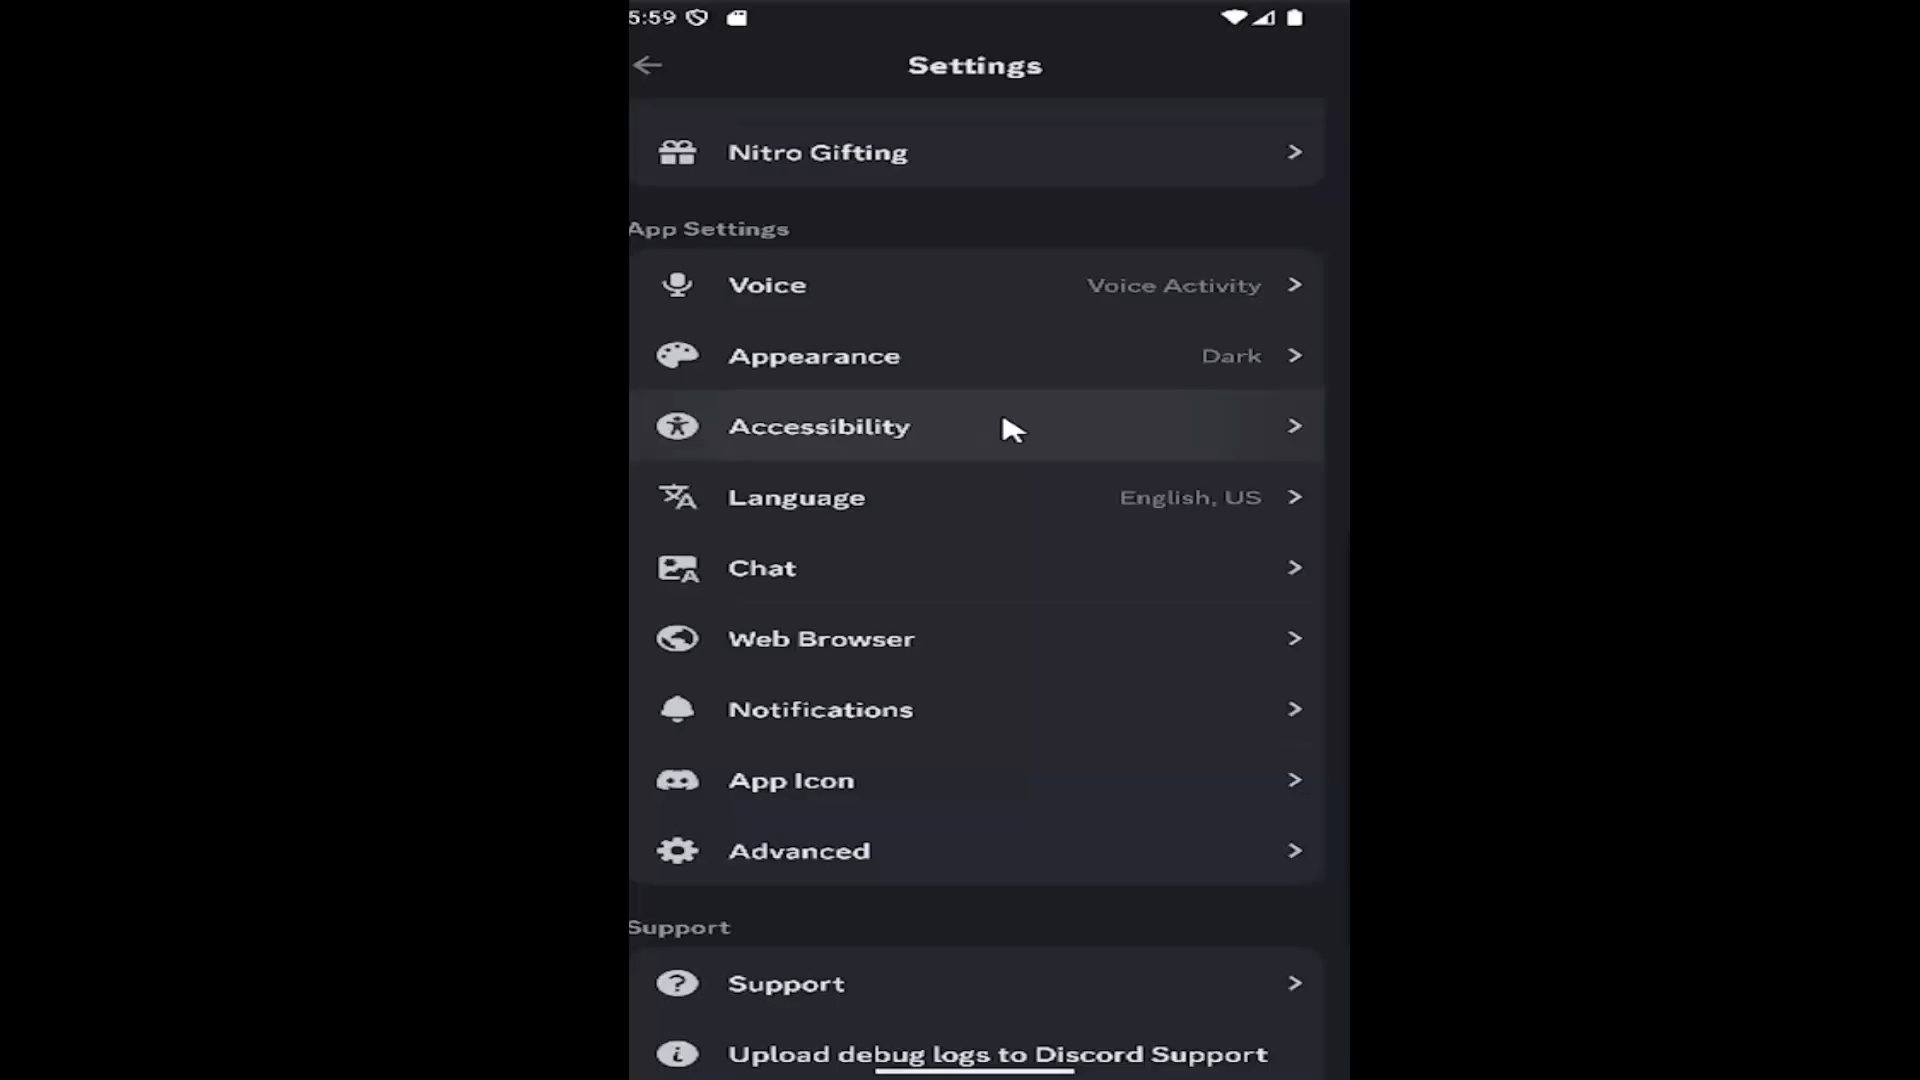 5:59
Settings
Nitro Gifting
App Settings
Voice Voice Activity
Appearance Dark
Accessibility
Language English, US
Chat
Web Browser
Notifications
App Icon
Advanced
Support
Support
Upload debug logs to Discord Support